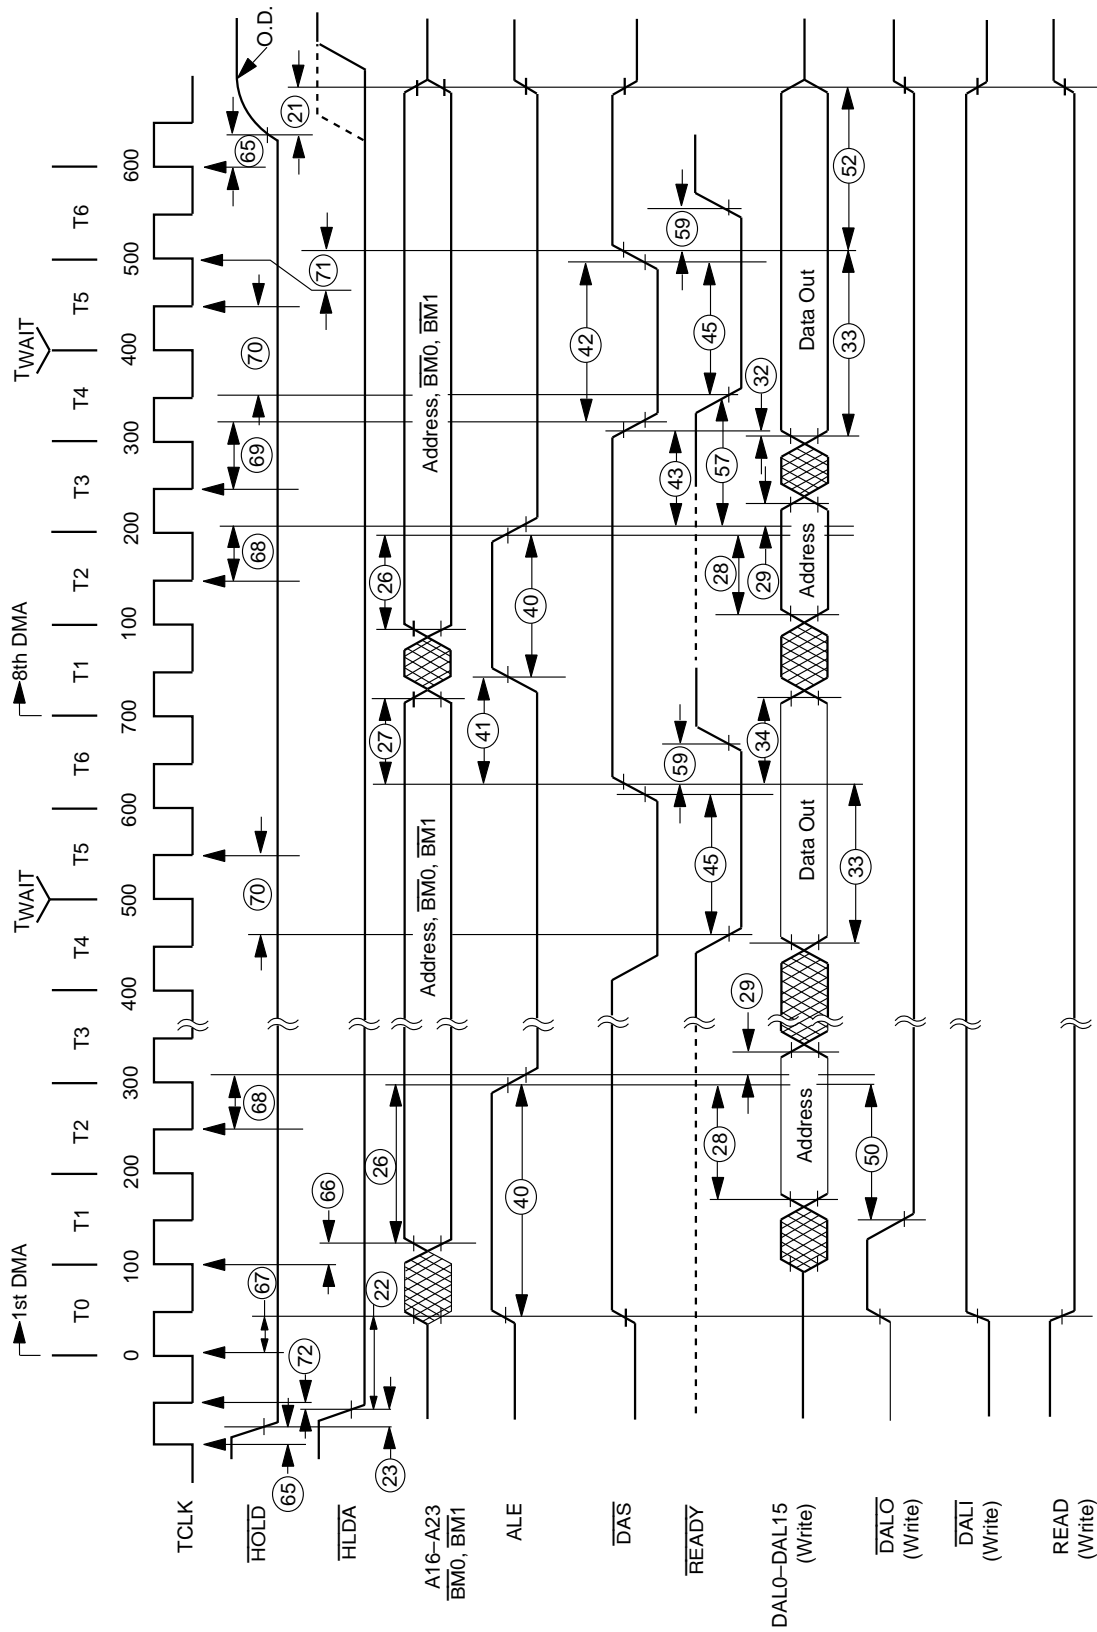 1st DMA
8th DMA
T0 T1 T2 T3 T4 TWAIT T5 T6 T1 T2 T3 T4 TWAIT T5 T6
0 100 200 300 400 500 600 700 100 200 300 400 500 600
TCLK
65 72 67 68 70 68 69 70 65
HOLD
O.D.
23 22 66 71 21
HLDA
A16–A23
BM0, BM1
Address, BM0, BM1
Address, BM0, BM1
26 27 26
ALE
40 41 40
DAS
42
43
READY
45 59 57 45 59
28 29 34 28 29 32
DAL0–DAL15
(Write)
Address
Data Out
Address
Data Out
50 33 33 52
DALO
(Write)
DALI
(Write)
READ
(Write)